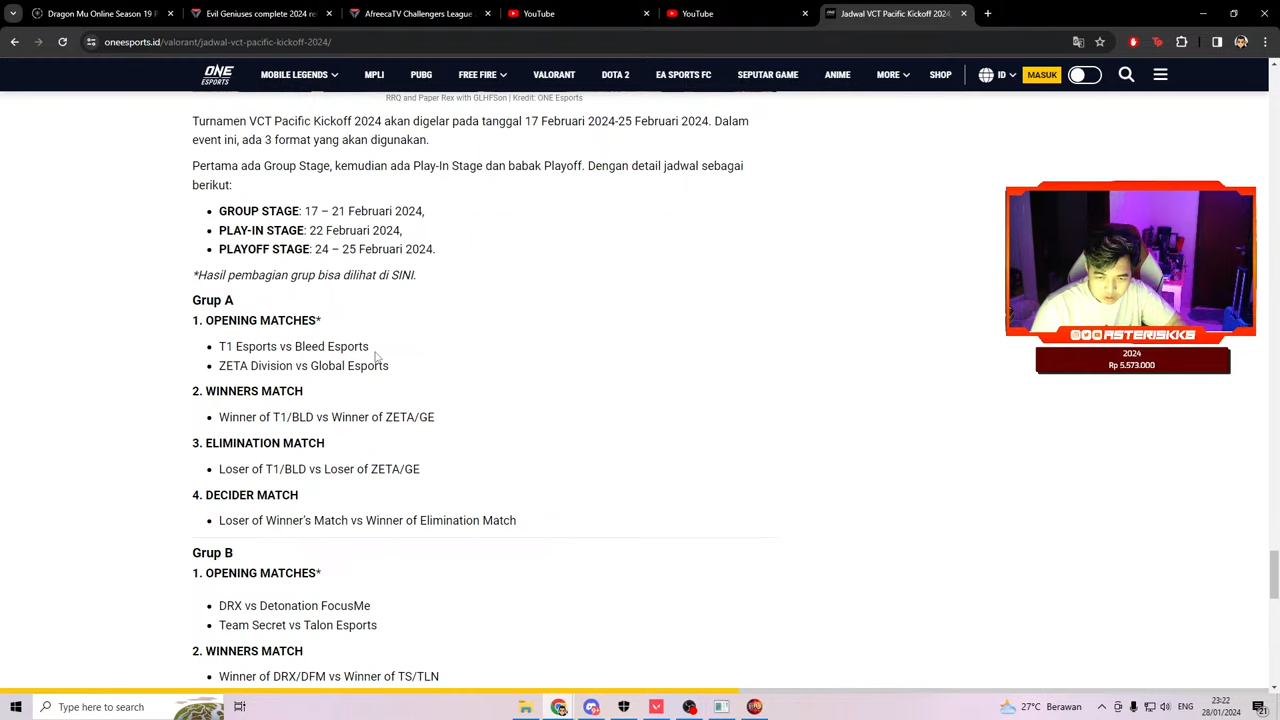 Dragon Mu Online Season 19 P
Evil Geniuses complete 2024 re
AfreecaTV Challengers League
YouTube
YouTube
Jadwal VCT Pacific Kickoff 2024
oneesports.id/valorant/jadwal-vct-pacific-kickoff-2024/
ONE ESPORTS
MOBILE LEGENDS
MPLI
PUBG
FREE FIRE
VALORANT
DOTA 2
EA SPORTS FC
SEPUTAR GAME
ANIME
MORE
SHOP
ID
MASUK
RRQ and Paper Rex with GLHFSon | Kredit: ONE Esports
Turnamen VCT Pacific Kickoff 2024 akan digelar pada tanggal 17 Februari 2024-25 Februari 2024. Dalam
event ini, ada 3 format yang akan digunakan.
Pertama ada Group Stage, kemudian ada Play-In Stage dan babak Playoff. Dengan detail jadwal sebagai
berikut:
GROUP STAGE: 17 – 21 Februari 2024,
PLAY-IN STAGE: 22 Februari 2024,
PLAYOFF STAGE: 24 – 25 Februari 2024.
*Hasil pembagian grup bisa dilihat di SINI.
Grup A
1. OPENING MATCHES*
T1 Esports vs Bleed Esports
ZETA Division vs Global Esports
2. WINNERS MATCH
Winner of T1/BLD vs Winner of ZETA/GE
3. ELIMINATION MATCH
Loser of T1/BLD vs Loser of ZETA/GE
4. DECIDER MATCH
Loser of Winner's Match vs Winner of Elimination Match
Grup B
1. OPENING MATCHES*
DRX vs Detonation FocusMe
Team Secret vs Talon Esports
2. WINNERS MATCH
Winner of DRX/DFM vs Winner of TS/TLN
ASTERISKKE
2024
Rp 5.573.000
Type here to search
27°C Berawan
ENG
23:22
28/01/2024
21